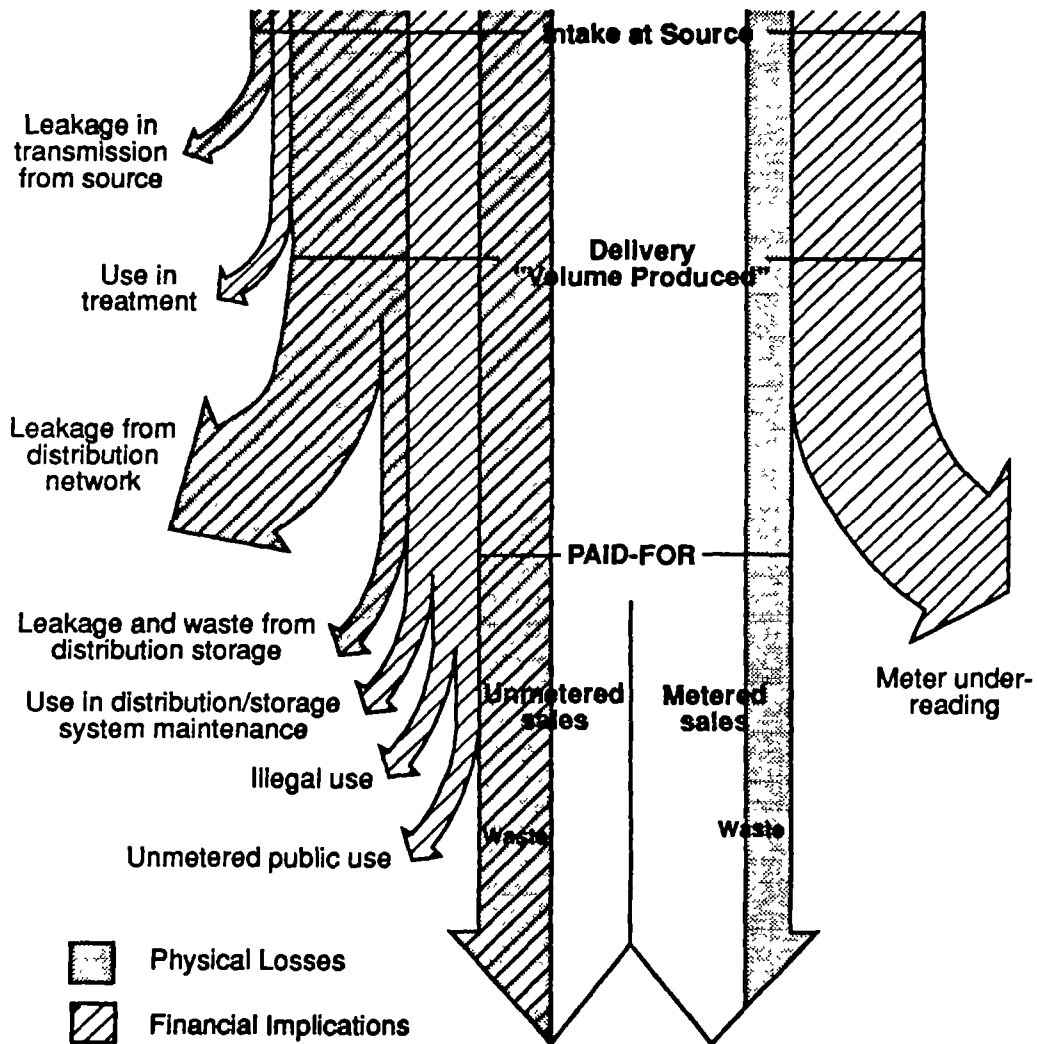 Intake at Source
Leakage in
transmission
from source
Delivery
"Volume Produced"
Use in
treatment
Leakage from
distribution
network
PAID-FOR
Leakage and waste from
distribution storage
Unmetered
sales
Metered
sales
Meter under-
reading
Use in distribution/storage
system maintenance
Illegal use
Waste
Waste
Unmetered public use
Physical Losses
Financial Implications